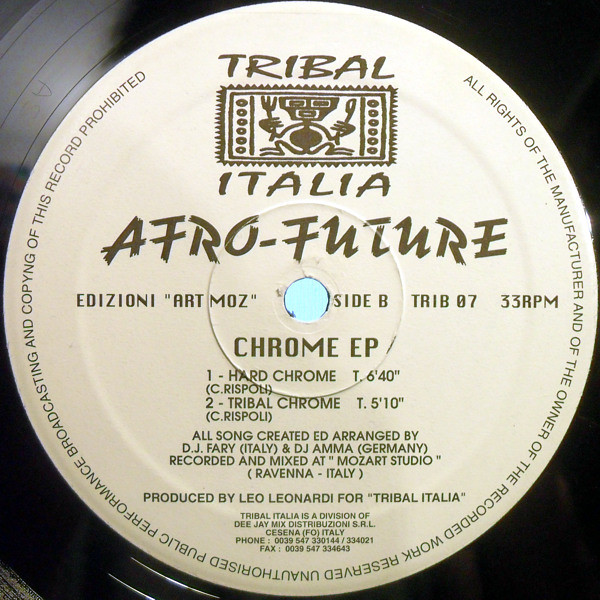 TRIBAL
ITALIA
AFRO-FUTURE
EDIZIONI "ART MOZ" SIDE B TRIB 07 33RPM
CHROME EP
1 - HARD CHROME T. 6'40"
(C.RISPOLI)
2 - TRIBAL CHROME T. 5'10"
(C.RISPOLI)
ALL SONG CREATED ED ARRANGED BY
D.J. FARY (ITALY) & DJ AMMA (GERMANY)
RECORDED AND MIXED AT " MOZART STUDIO "
( RAVENNA - ITALY )
PRODUCED BY LEO LEONARDI FOR "TRIBAL ITALIA"
TRIBAL ITALIA IS A DIVISION OF
DEE JAY MIX DISTRIBUZIONI S.R.L.
CESENA (FO) ITALY
PHONE : 0039 547 330144 / 334021
FAX : 0039 547 334643
ALL RIGHTS OF THE MANUFACTURER AND OF THE OWNER OF THE RECORDED WORK RESERVED UNAUTHORISED PUBLIC PERFORMANCE BROADCASTING AND COPYNG OF THIS RECORD PROHIBITED